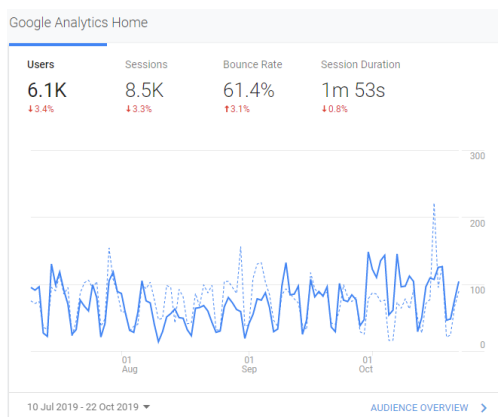 Google Analytics Home
Users Sessions Bounce Rate Session Duration
6.1K 8.5K 61.4% 1m 53s
⬇3.4% ⬇3.3% ⬆3.1% ⬇0.8%
300
200
100
0
01 01 01
Aug Sep Oct
10 Jul 2019 - 22 Oct 2019
AUDIENCE OVERVIEW